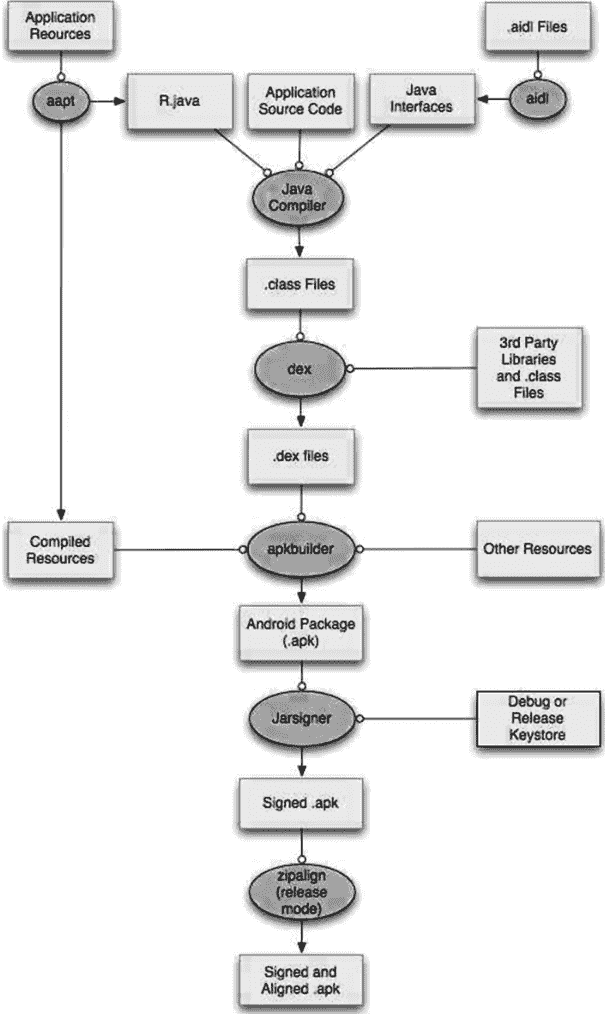 Application
Reources
.aidl Files
aapt
R.java
Application
Source Code
Java
Interfaces
aidl
Java
Compiler
.class Files
dex
3rd Party
Libraries
and .class
Files
.dex files
Compiled
Resources
apkbuilder
Other Resources
Android Package
(.apk)
Jarsigner
Debug or
Release
Keystore
Signed .apk
zipalign
(release
mode)
Signed and
Aligned .apk